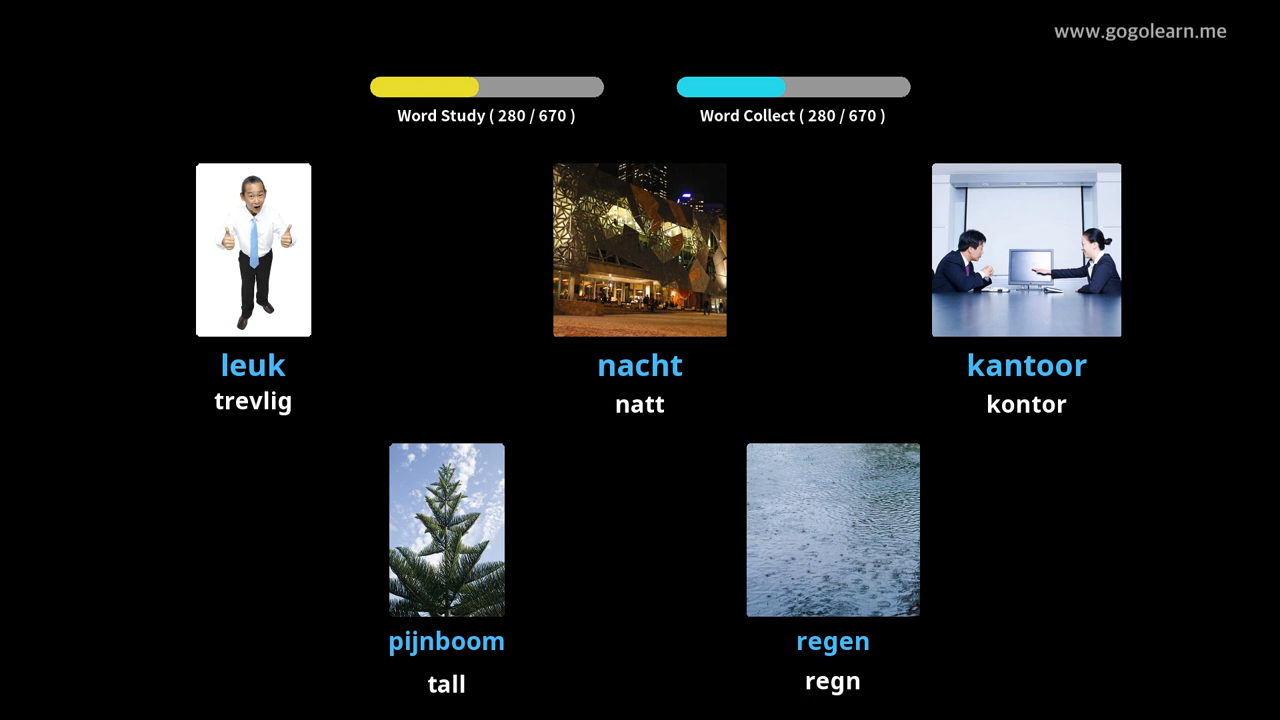 www.gogolearn.me
Word Study ( 280 / 670 )
Word Collect ( 280 / 670 )
leuk
trevlig
nacht
natt
kantoor
kontor
pijnboom
tall
regen
regn